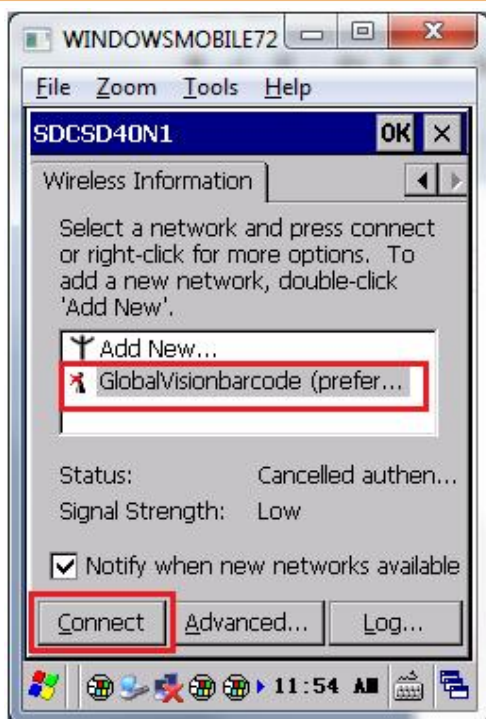 WINDOWSMOBILE72
File Zoom Tools Help
SDCSD40N1 OK ×
Wireless Information
Select a network and press connect
or right-click for more options. To
add a new network, double-click
'Add New'.
Add New...
GlobalVisionbarcode (prefer...
Status: Cancelled authen...
Signal Strength: Low
Notify when new networks available
Connect Advanced... Log...
11:54 AM